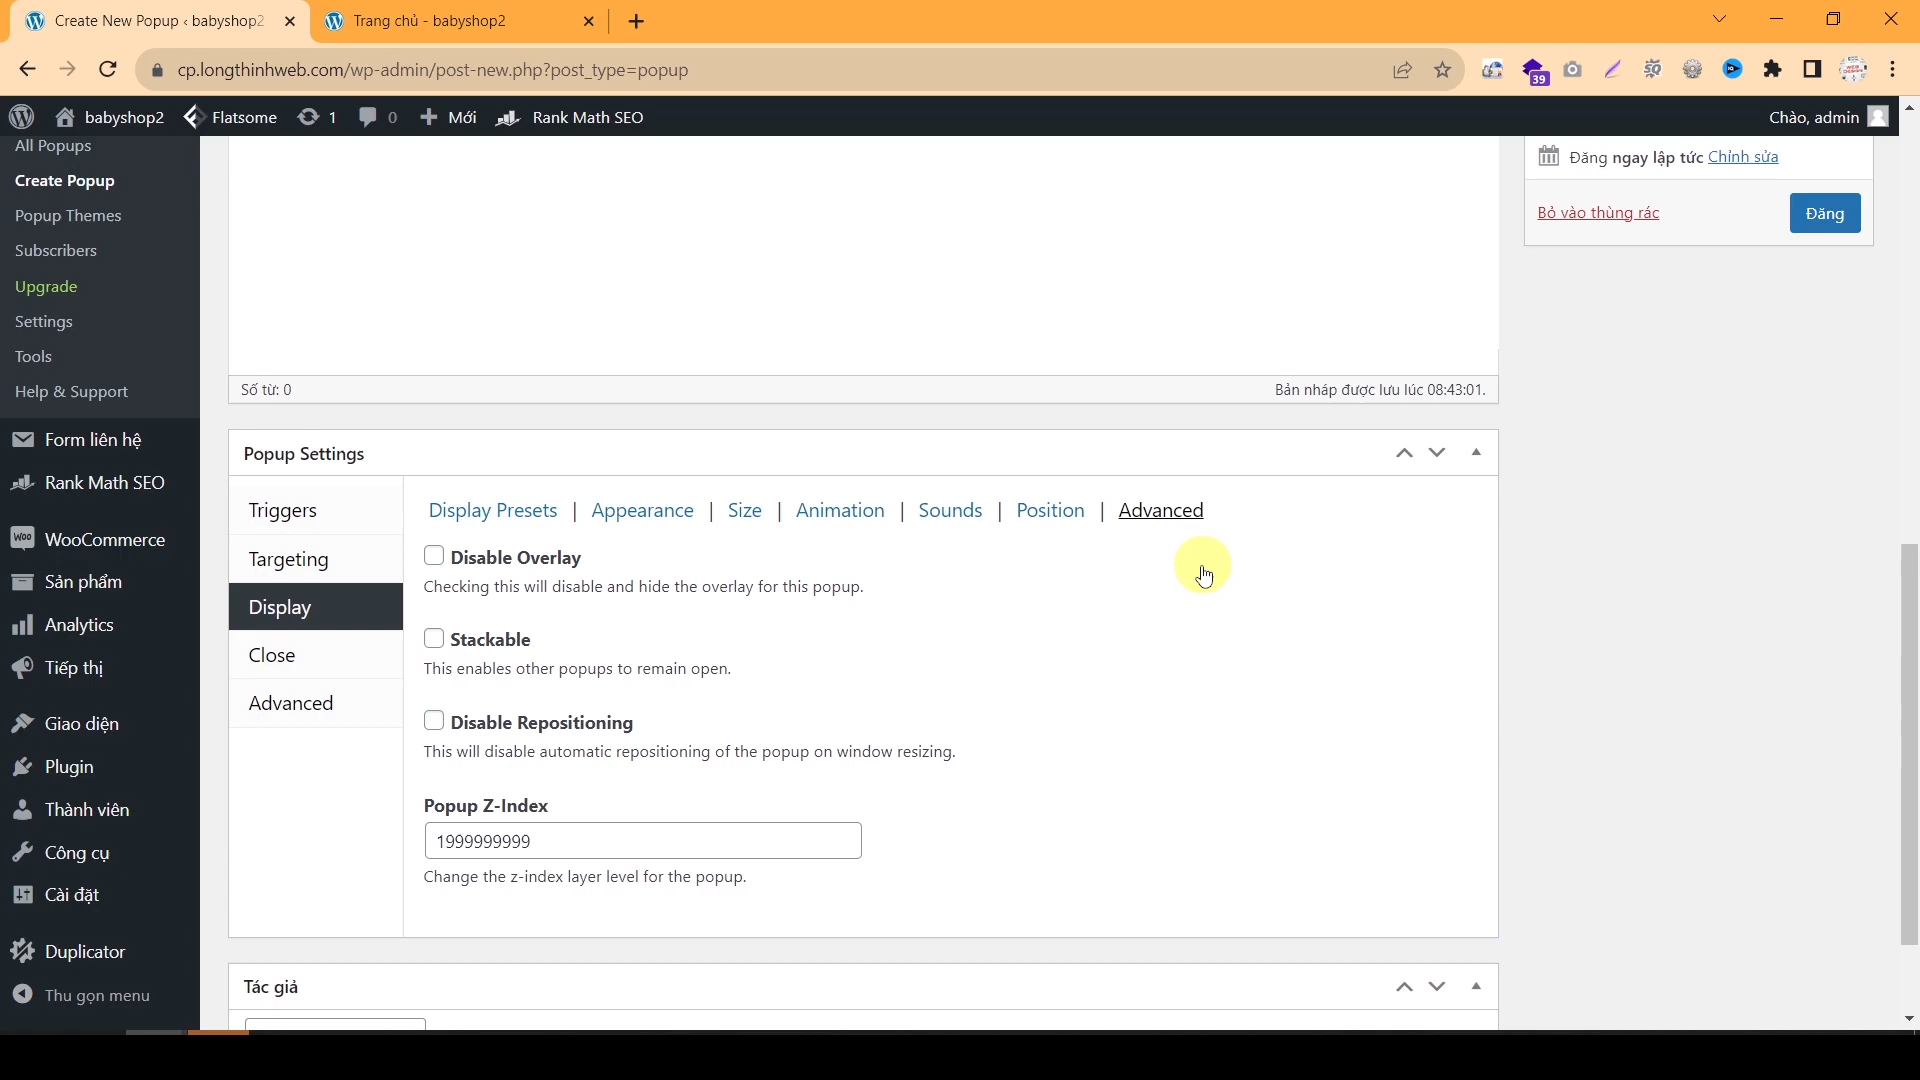 Create New Popup ‹ babyshop2
Trang chủ - babyshop2
cp.longthinhweb.com/wp-admin/post-new.php?post_type=popup
39
babyshop2
Flatsome
1
0
Mới
Rank Math SEO
Chào, admin
All Popups
Create Popup
Popup Themes
Subscribers
Upgrade
Settings
Tools
Help & Support
Form liên hệ
Rank Math SEO
WooCommerce
Sản phẩm
Analytics
Tiếp thị
Giao diện
Plugin
Thành viên
Công cụ
Cài đặt
Duplicator
Thu gọn menu
Đăng ngay lập tức Chỉnh sửa
Bỏ vào thùng rác
Đăng
Số từ: 0
Bản nháp được lưu lúc 08:43:01.
Popup Settings
Triggers
Targeting
Display
Close
Advanced
Display Presets | Appearance | Size | Animation | Sounds | Position | Advanced
Disable Overlay
Checking this will disable and hide the overlay for this popup.
Stackable
This enables other popups to remain open.
Disable Repositioning
This will disable automatic repositioning of the popup on window resizing.
Popup Z-Index
1999999999
Change the z-index layer level for the popup.
Tác giả